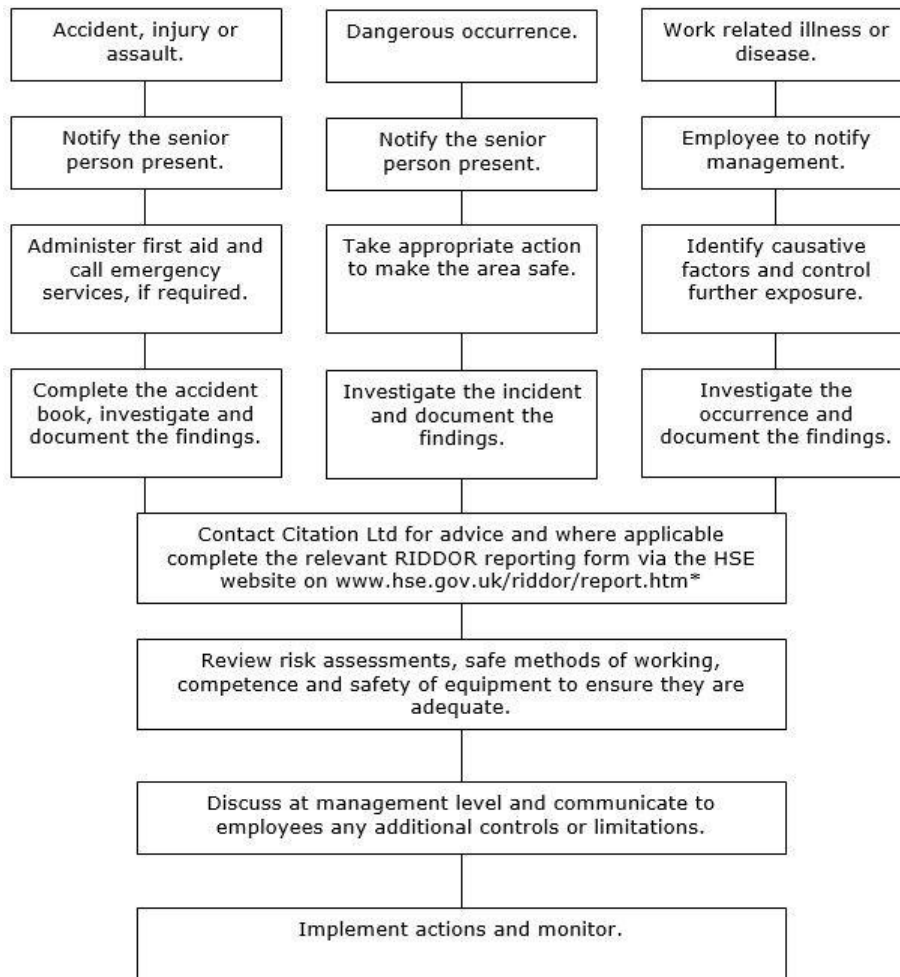 Accident, injury or
assault.
Dangerous occurrence.
Work related illness or
disease.
Notify the senior
person present.
Notify the senior
person present.
Employee to notify
management.
Administer first aid and
call emergency
services, if required.
Take appropriate action
to make the area safe.
Identify causative
factors and control
further exposure.
Complete the accident
book, investigate and
document the findings.
Investigate the incident
and document the
findings.
Investigate the
occurrence and
document the findings.
Contact Citation Ltd for advice and where applicable
complete the relevant RIDDOR reporting form via the HSE
website on www.hse.gov.uk/riddor/report.htm*
Review risk assessments, safe methods of working,
competence and safety of equipment to ensure they are
adequate.
Discuss at management level and communicate to
employees any additional controls or limitations.
Implement actions and monitor.